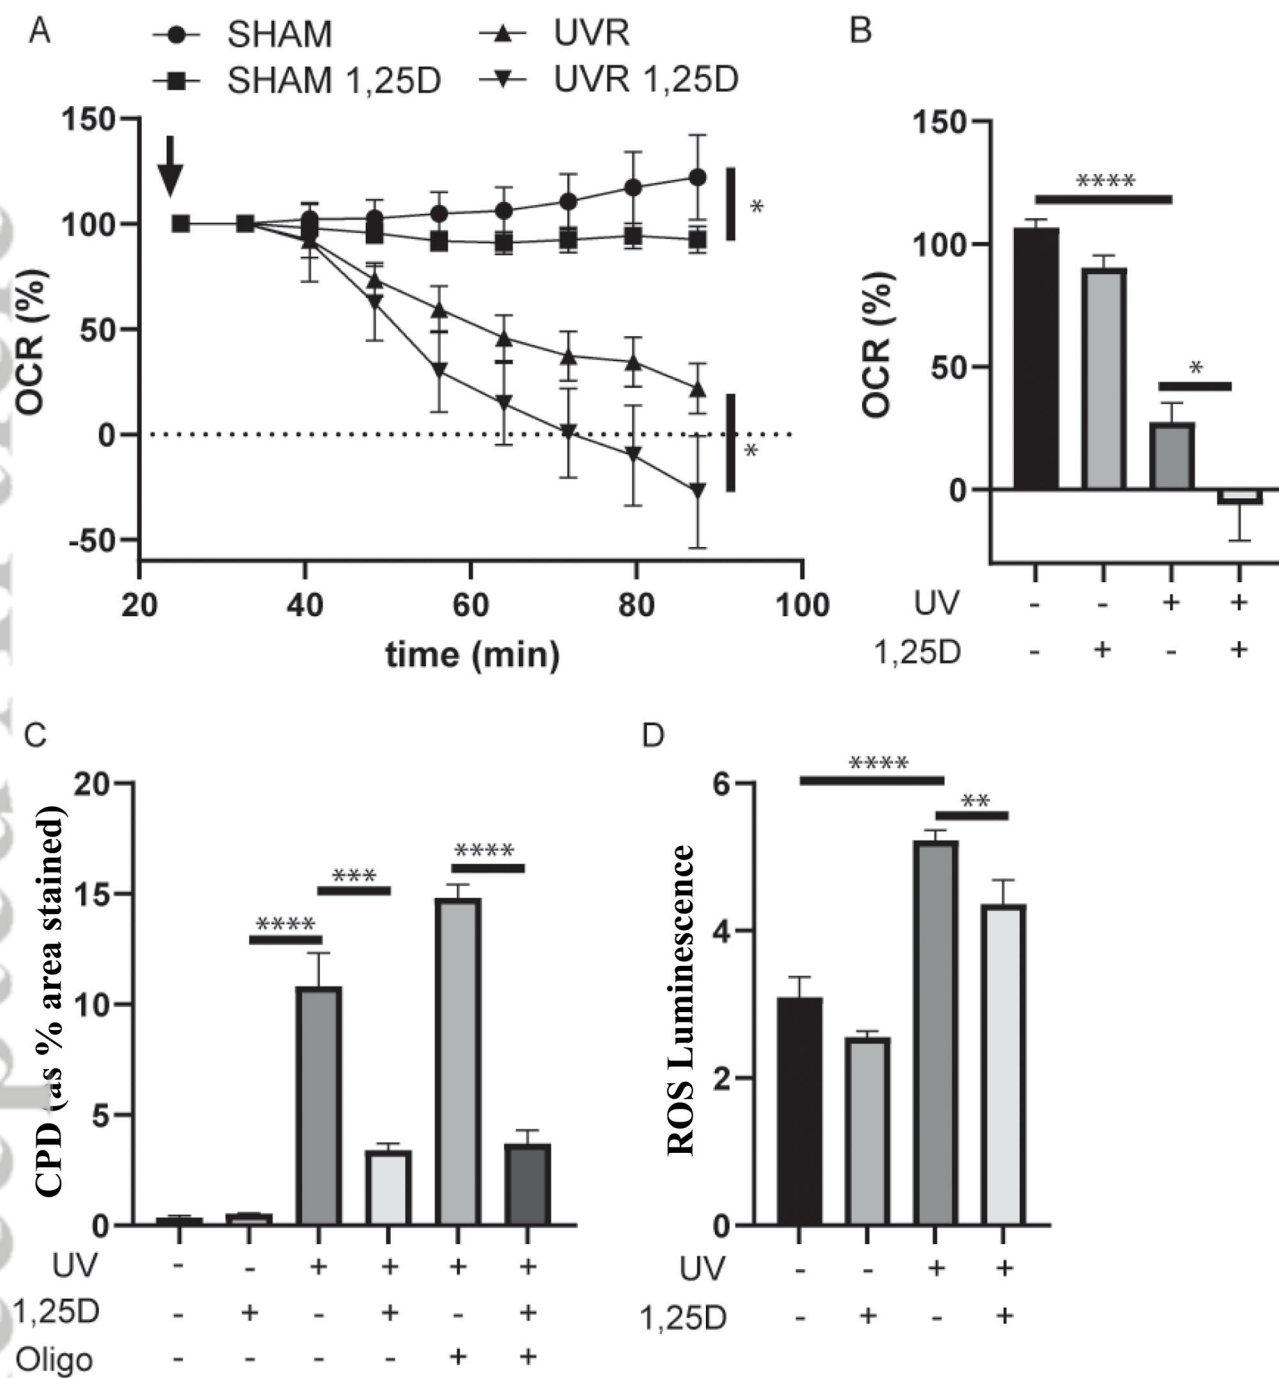 A
SHAM
UVR
SHAM 1,25D
UVR 1,25D
150
100
50
0
-50
OCR (%)
*
*
20 40 60 80 100
time (min)
B
150
100
50
0
OCR (%)
****
*
UV - - + +
1,25D - + - +
C
20
15
10
5
0
CPD (as % area stained)
****
***
****
UV - - + + + +
1,25D - + - + - +
Oligo - - - - + +
D
6
4
2
0
ROS Luminescence
****
**
UV - - + +
1,25D - + - +